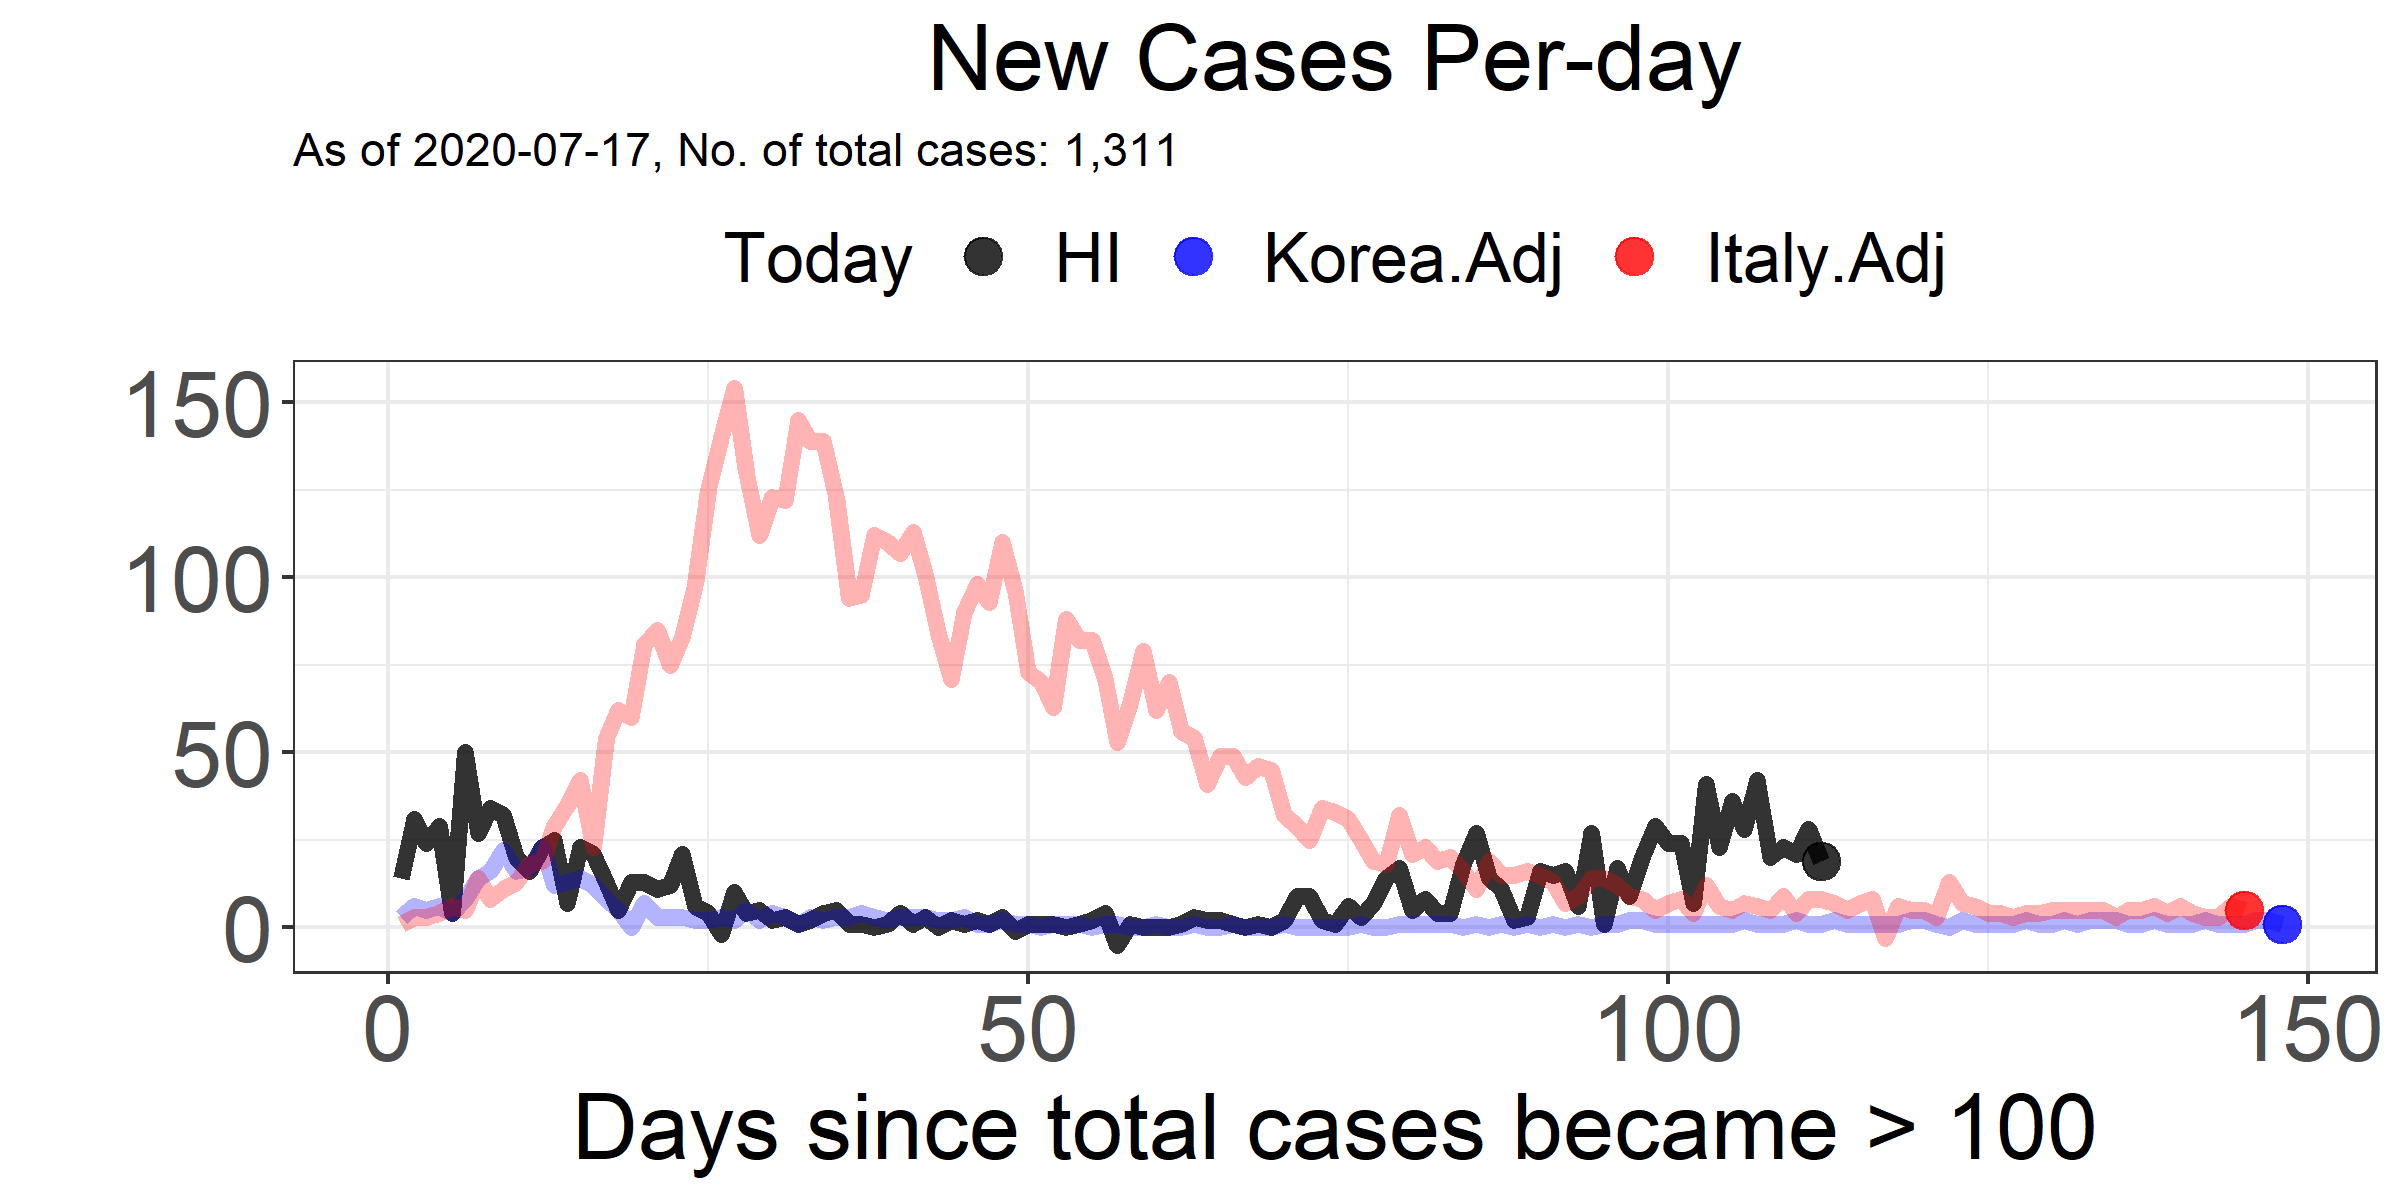 New Cases Per-day
As of 2020-07-17, No. of total cases: 1,311
Today HI Korea.Adj Italy.Adj
150
100
50
0
0 50 100 150
Days since total cases became > 100